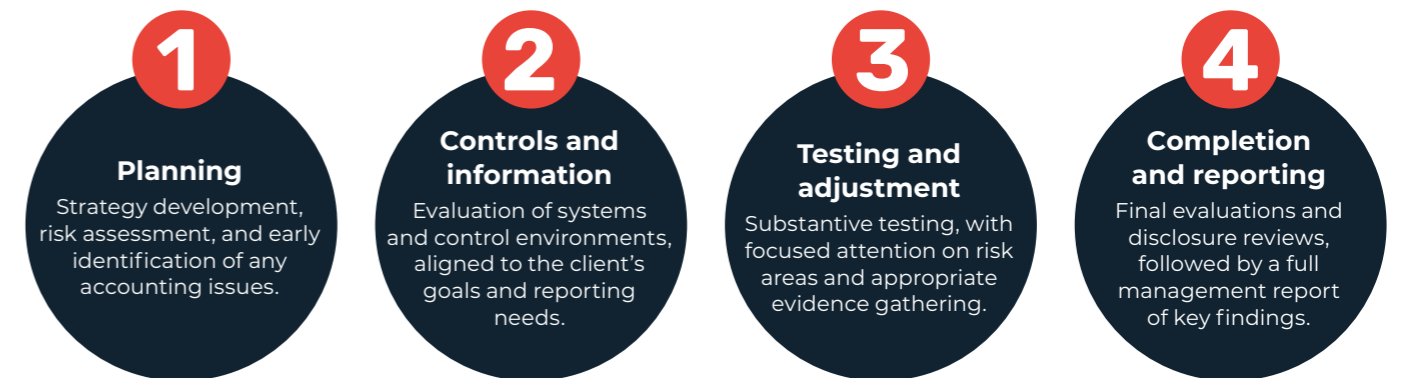 1
Planning
Strategy development,
risk assessment, and early
identification of any
accounting issues.
2
Controls and
information
Evaluation of systems
and control environments,
aligned to the client’s
goals and reporting
needs.
3
Testing and
adjustment
Substantive testing, with
focused attention on risk
areas and appropriate
evidence gathering.
4
Completion
and reporting
Final evaluations and
disclosure reviews,
followed by a full
management report
of key findings.